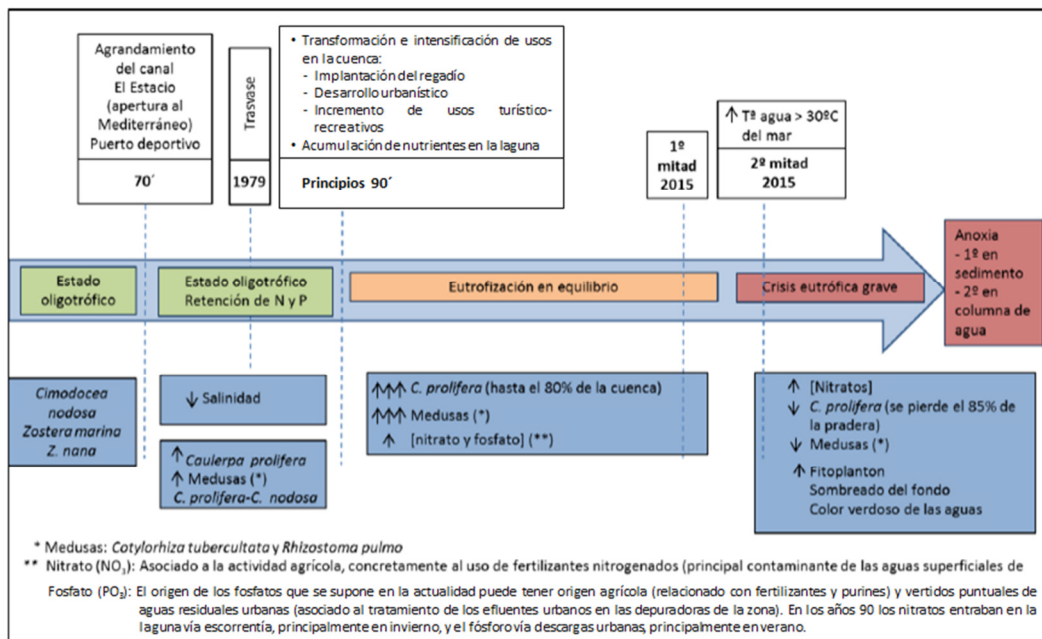 Agrandamiento
del canal
El Estacio
(apertura al
Mediterráneo)
Puerto deportivo
70´
Trasvase
1979
• Transformación e intensificación de usos
en la cuenca:
- Implantación del regadío
- Desarrollo urbanístico
- Incremento de usos turístico-
recreativos
• Acumulación de nutrientes en la laguna
Principios 90´
1º
mitad
2015
↑ Tª agua > 30ºC
del mar
2º mitad
2015
Estado
oligotrófico
Estado oligotrófico
Retención de N y P
Eutrofización en equilibrio
Crisis eutrófica grave
Anoxia
- 1º en
sedimento
- 2º en
columna de
agua
Cimodocea
nodosa
Zostera marina
Z. nana
↓ Salinidad
↑ Caulerpa prolifera
↑ Medusas (*)
C. prolifera-C. nodosa
↑↑↑ C. prolifera (hasta el 80% de la cuenca)
↑↑↑ Medusas (*)
↑ [nitrato y fosfato] (**)
↑ [Nitratos]
↓ C. prolifera (se pierde el 85% de
la pradera)
↓ Medusas (*)
↑ Fitoplanton
Sombreado del fondo
Color verdoso de las aguas
* Medusas: Cotylorhiza tubercultata y Rhizostoma pulmo
** Nitrato (NO₃): Asociado a la actividad agrícola, concretamente al uso de fertilizantes nitrogenados (principal contaminante de las aguas superficiales de
Fosfato (PO₃): El origen de los fosfatos que se supone en la actualidad puede tener origen agrícola (relacionado con fertilizantes y purines) y vertidos puntuales de
aguas residuales urbanas (asociado al tratamiento de los efluentes urbanos en las depuradoras de la zona). En los años 90 los nitratos entraban en la
laguna vía escorrentía, principalmente en invierno, y el fósforo vía descargas urbanas, principalmente en verano.